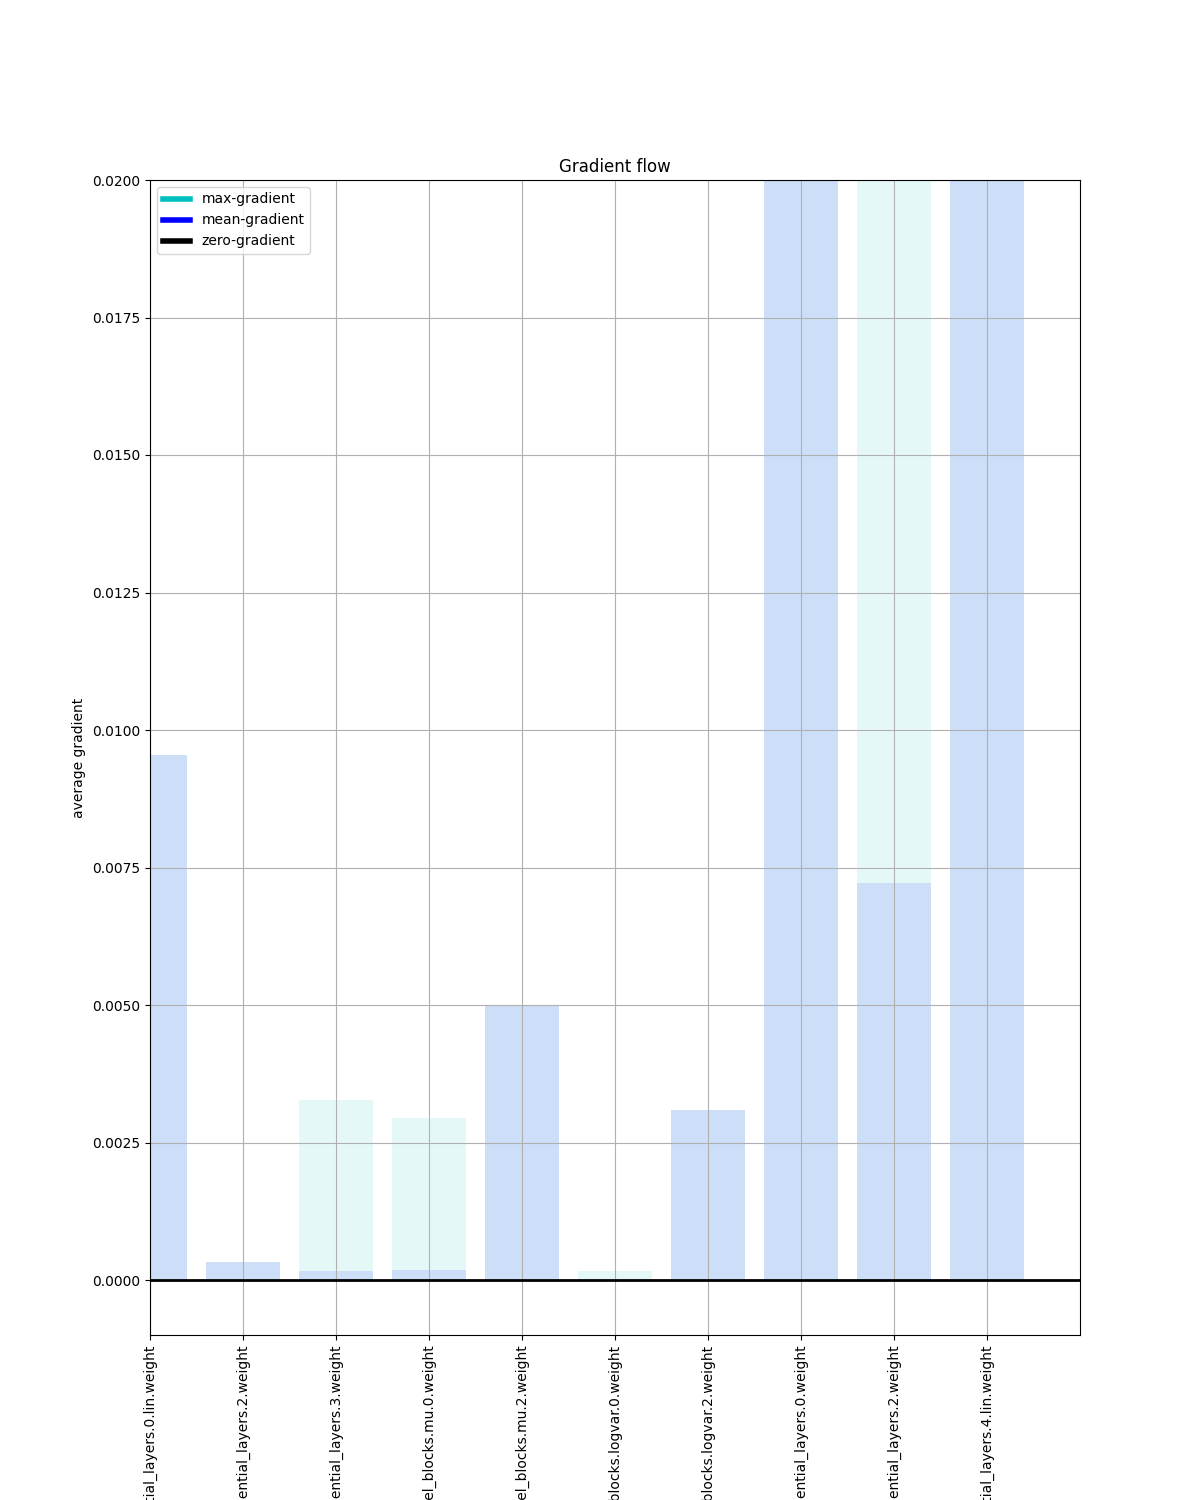 Gradient flow
max-gradient
mean-gradient
zero-gradient
0.0200
0.0175
0.0150
0.0125
0.0100
0.0075
0.0050
0.0025
0.0000
average gradient
tial_layers.0.lin.weight
ential_layers.2.weight
ential_layers.3.weight
el_blocks.mu.0.weight
el_blocks.mu.2.weight
blocks.logvar.0.weight
blocks.logvar.2.weight
ential_layers.0.weight
ential_layers.2.weight
tial_layers.4.lin.weight